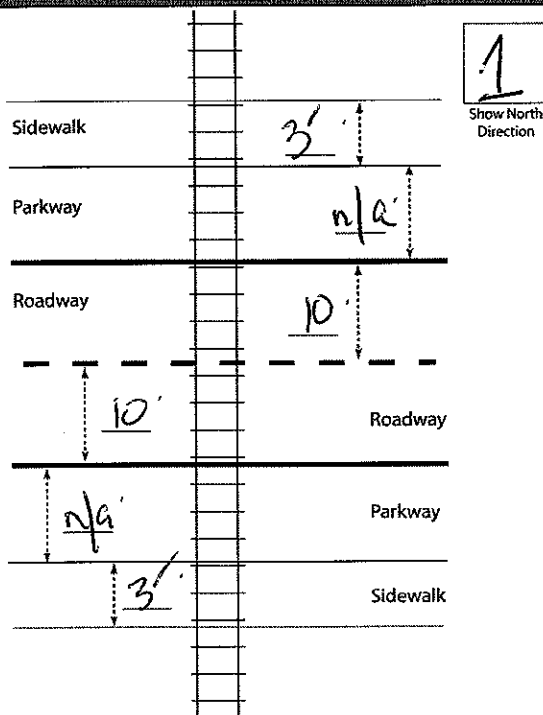 1
Show North
Direction
Sidewalk 3'
Parkway n/a'
Roadway 10'
10' Roadway
n/a' Parkway
3' Sidewalk